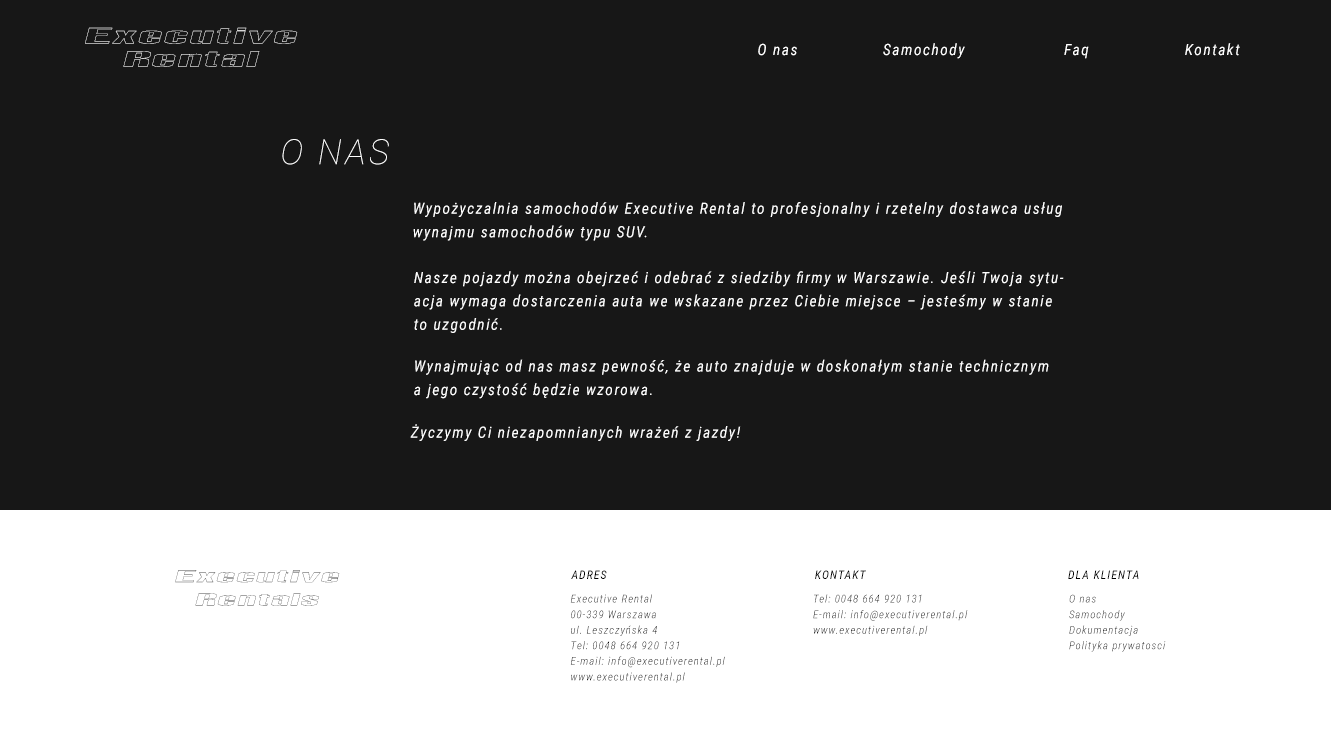 Executive
Rental
O nas Samochody Faq Kontakt
O NAS
Wypożyczalnia samochodów Executive Rental to profesjonalny i rzetelny dostawca usług
wynajmu samochodów typu SUV.
Nasze pojazdy można obejrzeć i odebrać z siedziby firmy w Warszawie. Jeśli Twoja sytu-
acja wymaga dostarczenia auta we wskazane przez Ciebie miejsce – jesteśmy w stanie
to uzgodnić.
Wynajmując od nas masz pewność, że auto znajduje w doskonałym stanie technicznym
a jego czystość będzie wzorowa.
Życzymy Ci niezapomnianych wrażeń z jazdy!
Executive
Rentals
ADRES
Executive Rental
00-339 Warszawa
ul. Leszczyńska 4
Tel: 0048 664 920 131
E-mail: info@executiverental.pl
www.executiverental.pl
KONTAKT
Tel: 0048 664 920 131
E-mail: info@executiverental.pl
www.executiverental.pl
DLA KLIENTA
O nas
Samochody
Dokumentacja
Polityka prywatosci